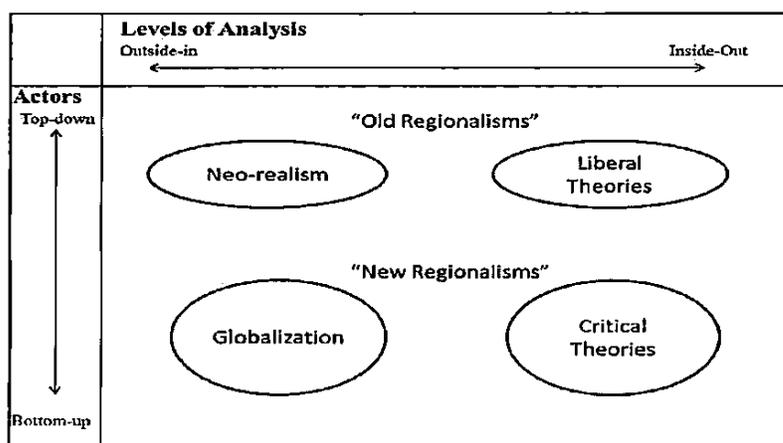 Levels of Analysis
Outside-in Inside-Out
Actors
Top-down
"Old Regionalisms"
Neo-realism
Liberal
Theories
"New Regionalisms"
Globalization
Critical
Theories
Bottom-up